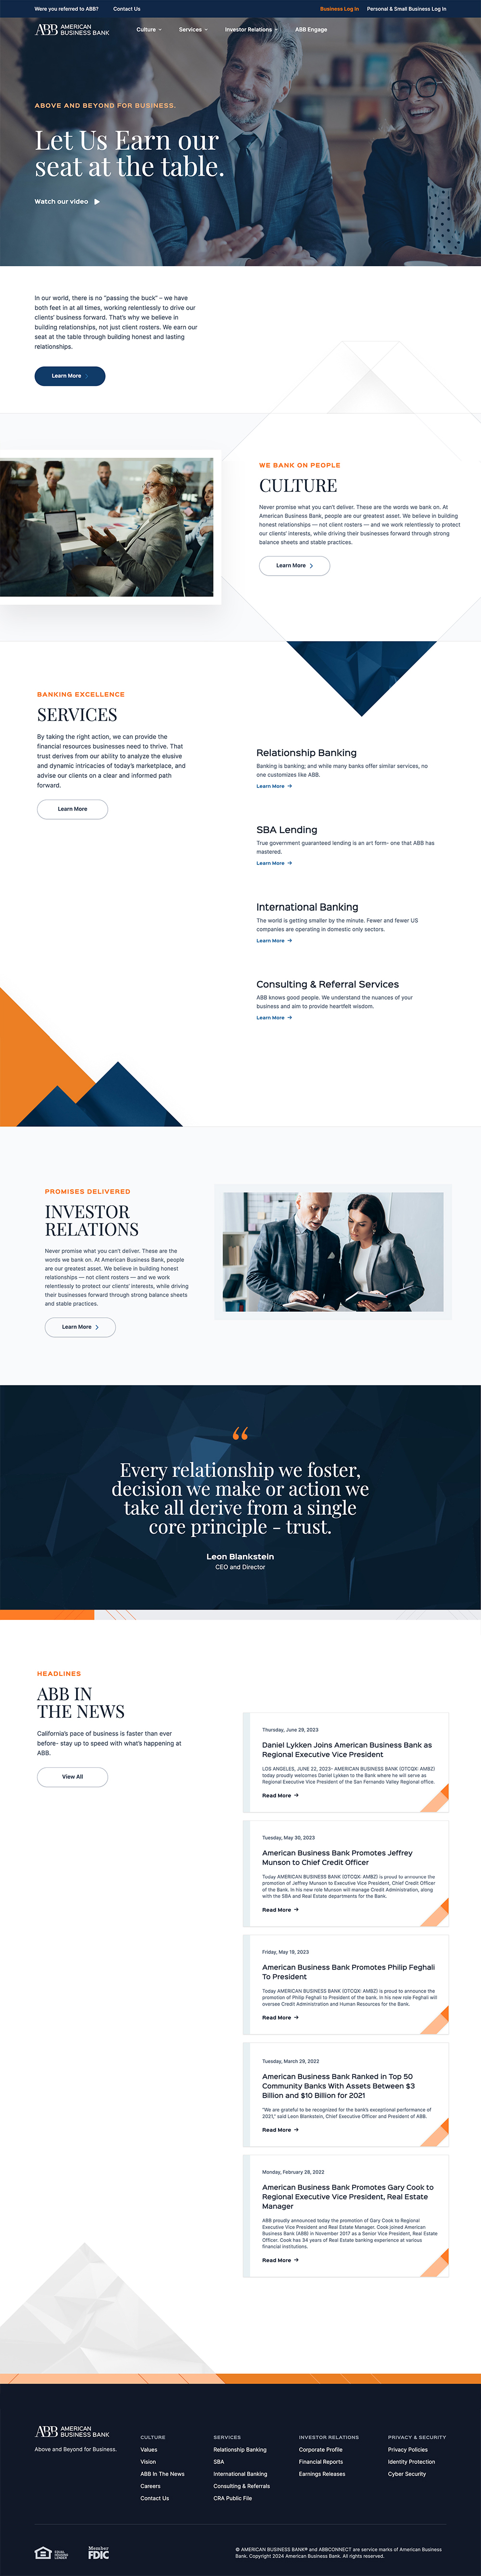 Were you referred to ABB? Contact Us Business Log In Personal & Small Business Log In
ABB AMERICAN BUSINESS BANK Culture Services Investor Relations ABB Engage
ABOVE AND BEYOND FOR BUSINESS.
Let Us Earn our
seat at the table.
Watch our video
In our world, there is no "passing the buck" – we have
both feet in at all times, working relentlessly to drive our
clients' business forward. That's why we believe in
building relationships, not just client rosters. We earn our
seat at the table through building honest and lasting
relationships.
Learn More
WE BANK ON PEOPLE
CULTURE
Never promise what you can't deliver. These are the words we bank on. At
American Business Bank, people are our greatest asset. We believe in building
honest relationships — not client rosters — and we work relentlessly to protect
our clients' interests, while driving their businesses forward through strong
balance sheets and stable practices.
Learn More
BANKING EXCELLENCE
SERVICES
By taking the right action, we can provide the
financial resources businesses need to thrive. That
trust derives from our ability to analyze the elusive
and dynamic intricacies of today's marketplace, and
advise our clients on a clear and informed path
forward.
Learn More
Relationship Banking
Banking is banking; and while many banks offer similar services, no
one customizes like ABB.
Learn More
SBA Lending
True government guaranteed lending is an art form- one that ABB has
mastered.
Learn More
International Banking
The world is getting smaller by the minute. Fewer and fewer US
companies are operating in domestic only sectors.
Learn More
Consulting & Referral Services
ABB knows good people. We understand the nuances of your
business and aim to provide heartfelt wisdom.
Learn More
PROMISES DELIVERED
INVESTOR
RELATIONS
Never promise what you can't deliver. These are the
words we bank on. At American Business Bank, people
are our greatest asset. We believe in building honest
relationships — not client rosters — and we work
relentlessly to protect our clients' interests, while driving
their businesses forward through strong balance sheets
and stable practices.
Learn More
“
Every relationship we foster,
decision we make or action we
take all derive from a single
core principle - trust.
Leon Blankstein
CEO and Director
HEADLINES
ABB IN
THE NEWS
California's pace of business is faster than ever
before- stay up to speed with what's happening at
ABB.
View All
Thursday, June 29, 2023
Daniel Lykken Joins American Business Bank as
Regional Executive Vice President
LOS ANGELES, JUNE 22, 2023– AMERICAN BUSINESS BANK (OTCQX: AMBZ)
today proudly welcomes Daniel Lykken to the Bank where he will serve as
Regional Executive Vice President of the San Fernando Valley Regional office.
Read More
Tuesday, May 30, 2023
American Business Bank Promotes Jeffrey
Munson to Chief Credit Officer
Today AMERICAN BUSINESS BANK (OTCQX: AMBZ) is proud to announce the
promotion of Jeffrey Munson to Executive Vice President, Chief Credit Officer
of the Bank. In his new role Munson will manage Credit Administration, along
with the SBA and Real Estate departments for the Bank.
Read More
Friday, May 19, 2023
American Business Bank Promotes Philip Feghali
To President
Today AMERICAN BUSINESS BANK (OTCQX: AMBZ) is proud to announce the
promotion of Philip Feghali to President of the bank. In his new role Feghali will
oversee Credit Administration and Human Resources for the Bank.
Read More
Tuesday, March 29, 2022
American Business Bank Ranked in Top 50
Community Banks With Assets Between $3
Billion and $10 Billion for 2021
"We are grateful to be recognized for the bank's exceptional performance of
2021," said Leon Blankstein, Chief Executive Officer and President of ABB.
Read More
Monday, February 28, 2022
American Business Bank Promotes Gary Cook to
Regional Executive Vice President, Real Estate
Manager
ABB proudly announced today the promotion of Gary Cook to Regional
Executive Vice President and Real Estate Manager. Cook joined American
Business Bank (ABB) in November 2017 as a Senior Vice President, Real Estate
Officer. Cook has 34 years of Real Estate banking experience at various
financial institutions.
Read More
ABB AMERICAN BUSINESS BANK
Above and Beyond for Business.
CULTURE
Values
Vision
ABB In The News
Careers
Contact Us
SERVICES
Relationship Banking
SBA
International Banking
Consulting & Referrals
CRA Public File
INVESTOR RELATIONS
Corporate Profile
Financial Reports
Earnings Releases
PRIVACY & SECURITY
Privacy Policies
Identity Protection
Cyber Security
EQUAL HOUSING LENDER
Member FDIC
© AMERICAN BUSINESS BANK® and ABBCONNECT are service marks of American Business
Bank. Copyright 2024 American Business Bank. All rights reserved.